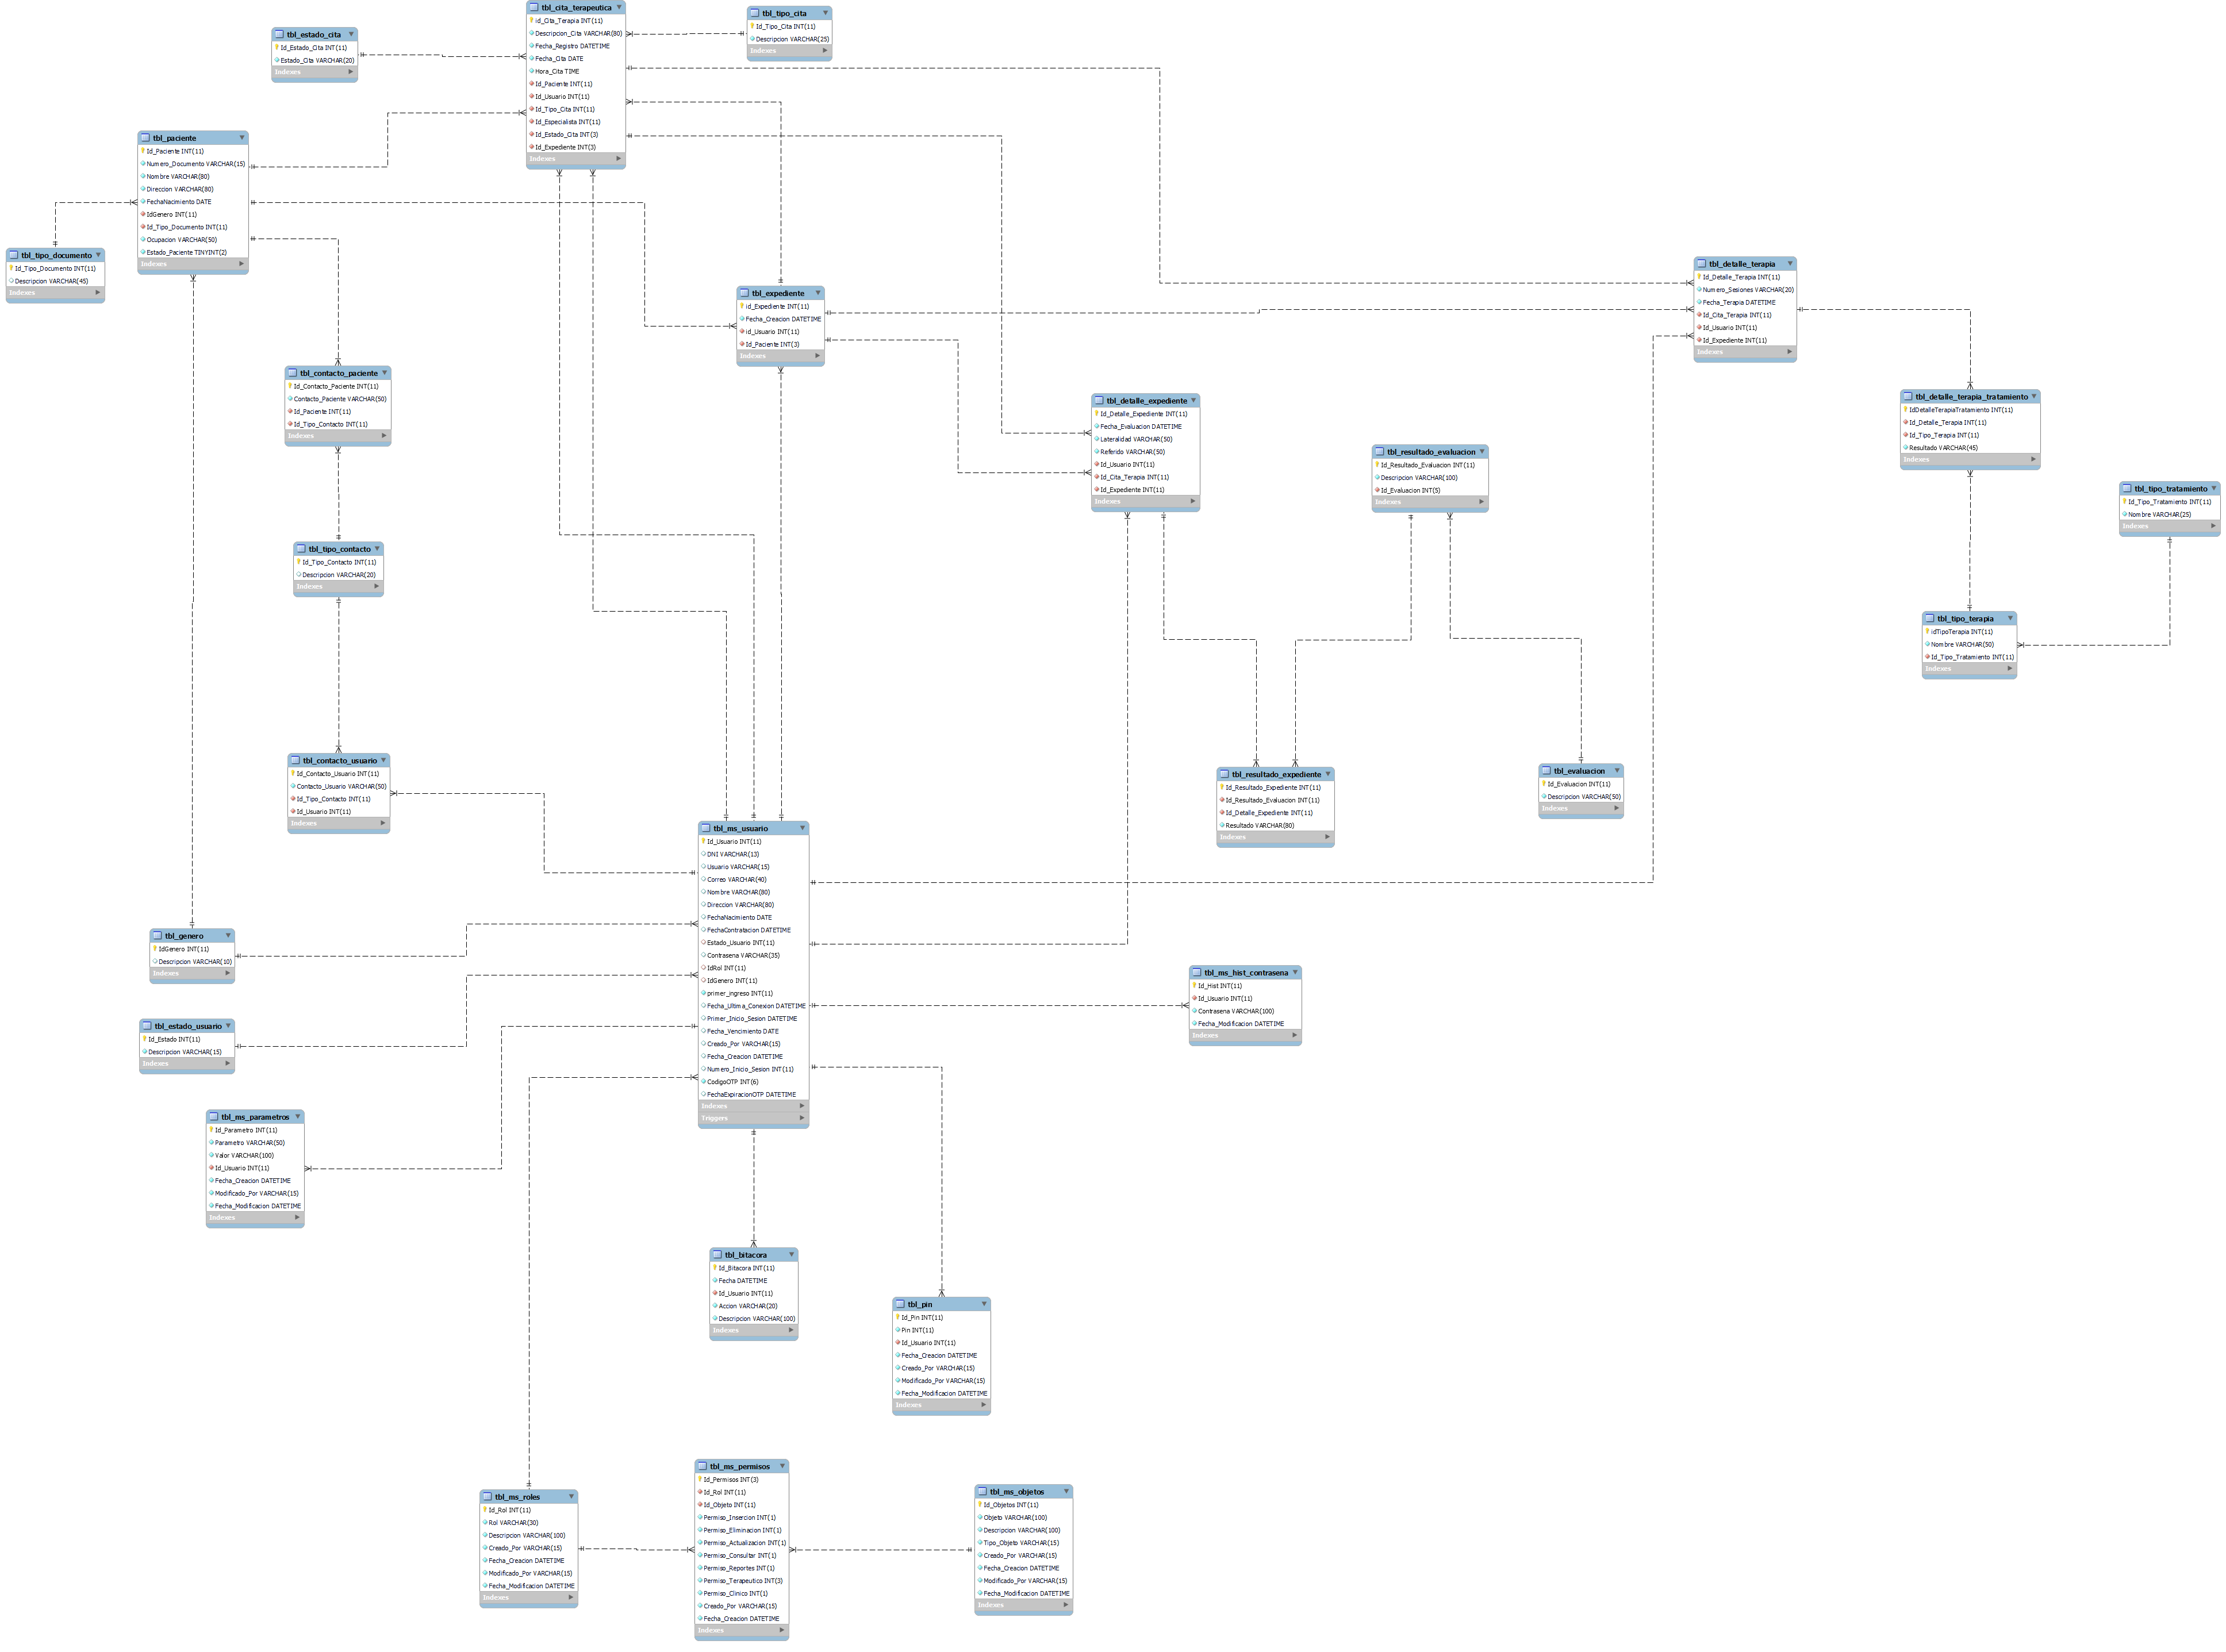 tbl_cita_terapeutica
id_Cita_Terapia INT(11)
Descripcion_Cita VARCHAR(80)
Fecha_Registro DATETIME
Fecha_Cita DATE
Hora_Cita TIME
Id_Paciente INT(11)
Id_Usuario INT(11)
Id_Tipo_Cita INT(11)
Id_Especialista INT(11)
Id_Estado_Cita INT(3)
Id_Expediente INT(3)
Indexes
tbl_tipo_cita
Id_Tipo_Cita INT(11)
Descripcion VARCHAR(25)
Indexes
tbl_estado_cita
Id_Estado_Cita INT(11)
Estado_Cita VARCHAR(20)
Indexes
tbl_paciente
Id_Paciente INT(11)
Numero_Documento VARCHAR(15)
Nombre VARCHAR(80)
Direccion VARCHAR(80)
FechaNacimiento DATE
IdGenero INT(11)
Id_Tipo_Documento INT(11)
Ocupacion VARCHAR(50)
Estado_Paciente TINYINT(2)
Indexes
tbl_tipo_documento
Id_Tipo_Documento INT(11)
Descripcion VARCHAR(45)
Indexes
tbl_expediente
id_Expediente INT(11)
Fecha_Creacion DATETIME
id_Usuario INT(11)
Id_Paciente INT(3)
Indexes
tbl_detalle_terapia
Id_Detalle_Terapia INT(11)
Numero_Sesiones VARCHAR(20)
Fecha_Terapia DATETIME
Id_Cita_Terapia INT(11)
Id_Usuario INT(11)
Id_Expediente INT(11)
Indexes
tbl_contacto_paciente
Id_Contacto_Paciente INT(11)
Contacto_Paciente VARCHAR(50)
Id_Paciente INT(11)
Id_Tipo_Contacto INT(11)
Indexes
tbl_detalle_expediente
Id_Detalle_Expediente INT(11)
Fecha_Evaluacion DATETIME
Lateralidad VARCHAR(50)
Referido VARCHAR(50)
Id_Usuario INT(11)
Id_Cita_Terapia INT(11)
Id_Expediente INT(11)
Indexes
tbl_detalle_terapia_tratamiento
IdDetalleTerapiaTratamiento INT(11)
Id_Detalle_Terapia INT(11)
Id_Tipo_Terapia INT(11)
Resultado VARCHAR(45)
Indexes
tbl_resultado_evaluacion
Id_Resultado_Evaluacion INT(11)
Descripcion VARCHAR(100)
Id_Evaluacion INT(5)
Indexes
tbl_tipo_tratamiento
Id_Tipo_Tratamiento INT(11)
Nombre VARCHAR(25)
Indexes
tbl_tipo_contacto
Id_Tipo_Contacto INT(11)
Descripcion VARCHAR(20)
Indexes
tbl_tipo_terapia
idTipoTerapia INT(11)
Nombre VARCHAR(50)
Id_Tipo_Tratamiento INT(11)
Indexes
tbl_contacto_usuario
Id_Contacto_Usuario INT(11)
Contacto_Usuario VARCHAR(50)
Id_Tipo_Contacto INT(11)
Id_Usuario INT(11)
Indexes
tbl_resultado_expediente
Id_Resultado_Expediente INT(11)
Id_Resultado_Evaluacion INT(11)
Id_Detalle_Expediente INT(11)
Resultado VARCHAR(80)
Indexes
tbl_evaluacion
Id_Evaluacion INT(11)
Descripcion VARCHAR(50)
Indexes
tbl_ms_usuario
Id_Usuario INT(11)
DNI VARCHAR(13)
Usuario VARCHAR(15)
Correo VARCHAR(40)
Nombre VARCHAR(80)
Direccion VARCHAR(80)
FechaNacimiento DATE
FechaContratacion DATETIME
Estado_Usuario INT(11)
Contrasena VARCHAR(35)
IdRol INT(11)
IdGenero INT(11)
primer_ingreso INT(11)
Fecha_Ultima_Conexion DATETIME
Primer_Inicio_Sesion DATETIME
Fecha_Vencimiento DATE
Creado_Por VARCHAR(15)
Fecha_Creacion DATETIME
Numero_Inicio_Sesion INT(11)
CodigoOTP INT(6)
FechaExpiracionOTP DATETIME
Indexes
Triggers
tbl_genero
IdGenero INT(11)
Descripcion VARCHAR(10)
Indexes
tbl_estado_usuario
Id_Estado INT(11)
Descripcion VARCHAR(15)
Indexes
tbl_ms_hist_contrasena
Id_Hist INT(11)
Id_Usuario INT(11)
Contrasena VARCHAR(100)
Fecha_Modificacion DATETIME
Indexes
tbl_ms_parametros
Id_Parametro INT(11)
Parametro VARCHAR(50)
Valor VARCHAR(100)
Id_Usuario INT(11)
Fecha_Creacion DATETIME
Modificado_Por VARCHAR(15)
Fecha_Modificacion DATETIME
Indexes
tbl_bitacora
Id_Bitacora INT(11)
Fecha DATETIME
Id_Usuario INT(11)
Accion VARCHAR(20)
Descripcion VARCHAR(100)
Indexes
tbl_pin
Id_Pin INT(11)
Pin INT(11)
Id_Usuario INT(11)
Fecha_Creacion DATETIME
Creado_Por VARCHAR(15)
Modificado_Por VARCHAR(15)
Fecha_Modificacion DATETIME
Indexes
tbl_ms_roles
Id_Rol INT(11)
Rol VARCHAR(30)
Descripcion VARCHAR(100)
Creado_Por VARCHAR(15)
Fecha_Creacion DATETIME
Modificado_Por VARCHAR(15)
Fecha_Modificacion DATETIME
Indexes
tbl_ms_permisos
Id_Permisos INT(3)
Id_Rol INT(11)
Id_Objeto INT(11)
Permiso_Insercion INT(1)
Permiso_Eliminacion INT(1)
Permiso_Actualizacion INT(1)
Permiso_Consultar INT(1)
Permiso_Reportes INT(1)
Permiso_Terapeutico INT(3)
Permiso_Clinico INT(1)
Creado_Por VARCHAR(15)
Fecha_Creacion DATETIME
Indexes
tbl_ms_objetos
Id_Objetos INT(11)
Objeto VARCHAR(100)
Descripcion VARCHAR(100)
Tipo_Objeto VARCHAR(15)
Creado_Por VARCHAR(15)
Fecha_Creacion DATETIME
Modificado_Por VARCHAR(15)
Fecha_Modificacion DATETIME
Indexes